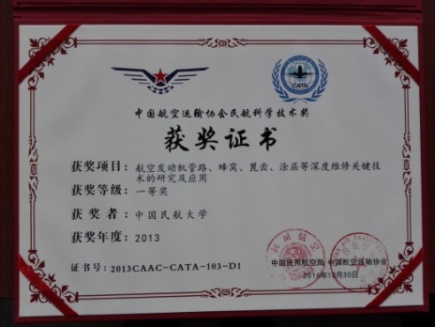 CATA
中国航空运输协会民航科学技术奖
获奖证书
获奖项目：航空发动机管路、蜂窝、篦齿、涂层等深度维修关键技
术的研究及应用
获奖等级：一等奖
获 奖 者：中国民航大学
获奖年度：2013
证书号：2013CAAC-CATA-103-D1
中国民用航空局 中国航空运输协会